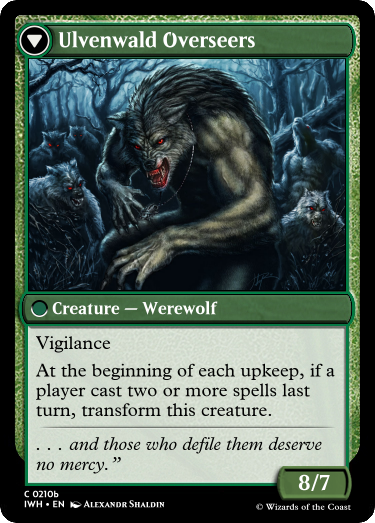 Ulvenwald Overseers
Creature — Werewolf
Vigilance
At the beginning of each upkeep, if a
player cast two or more spells last
turn, transform this creature.
. . . and those who defile them deserve
no mercy.”
8/7
C 0210b
IWH • EN Alexandr Shaldin
© Wizards of the Coast